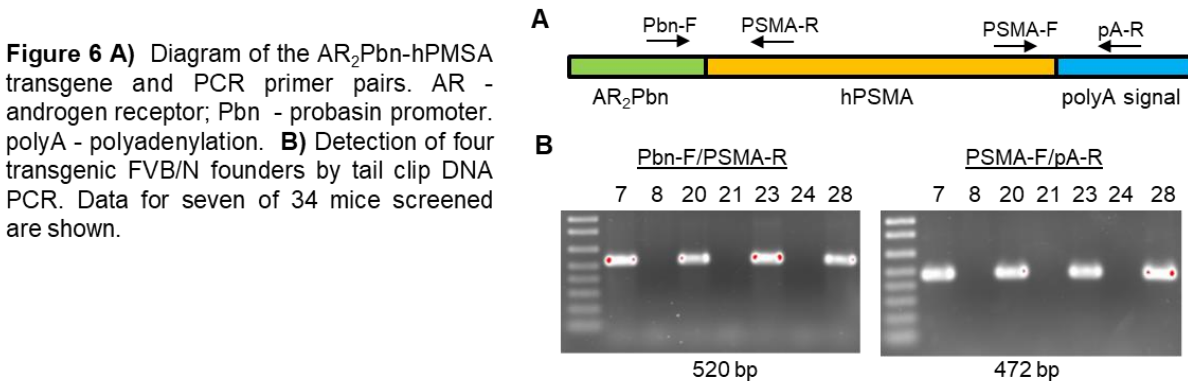 Figure 6 A) Diagram of the AR2Pbn-hPMSA
transgene and PCR primer pairs. AR -
androgen receptor; Pbn - probasin promoter.
polyA - polyadenylation. B) Detection of four
transgenic FVB/N founders by tail clip DNA
PCR. Data for seven of 34 mice screened
are shown.
A
Pbn-F PSMA-R PSMA-F pA-R
AR2Pbn hPSMA polyA signal
B
Pbn-F/PSMA-R PSMA-F/pA-R
7 8 20 21 23 24 28 7 8 20 21 23 24 28
520 bp 472 bp